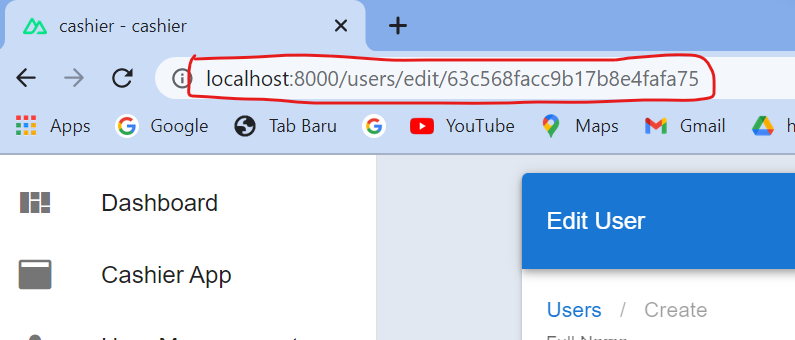 cashier - cashier
localhost:8000/users/edit/63c568facc9b17b8e4fafa75
Apps Google Tab Baru YouTube Maps Gmail h
Dashboard
Edit User
Cashier App
Users / Create